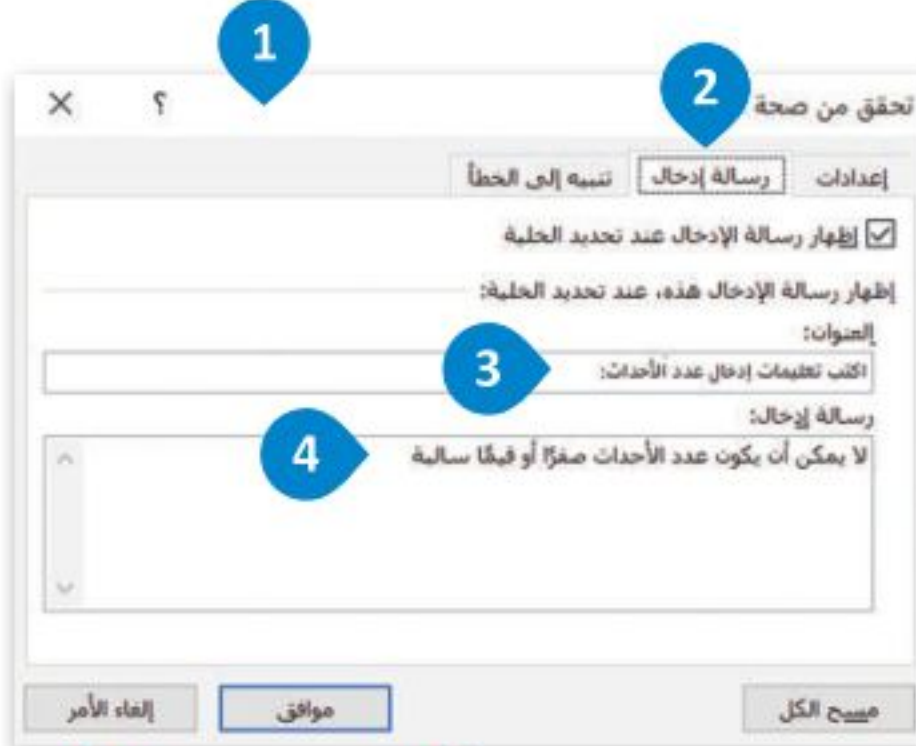 1
2
تحقق من صحة
؟ ×
إعدادات رسالة إدخال تنبيه إلى الخطأ
إظهار رسالة الإدخال عند تحديد الخلية
إظهار رسالة الإدخال هذه، عند تحديد الخلية:
العنوان:
اكتب تعليمات إدخال عدد الأحداث:
3
رسالة إدخال:
لا يمكن أن يكون عدد الأحداث صفرًا أو قيمًا سالبة
4
مسح الكل موافق إلغاء الأمر